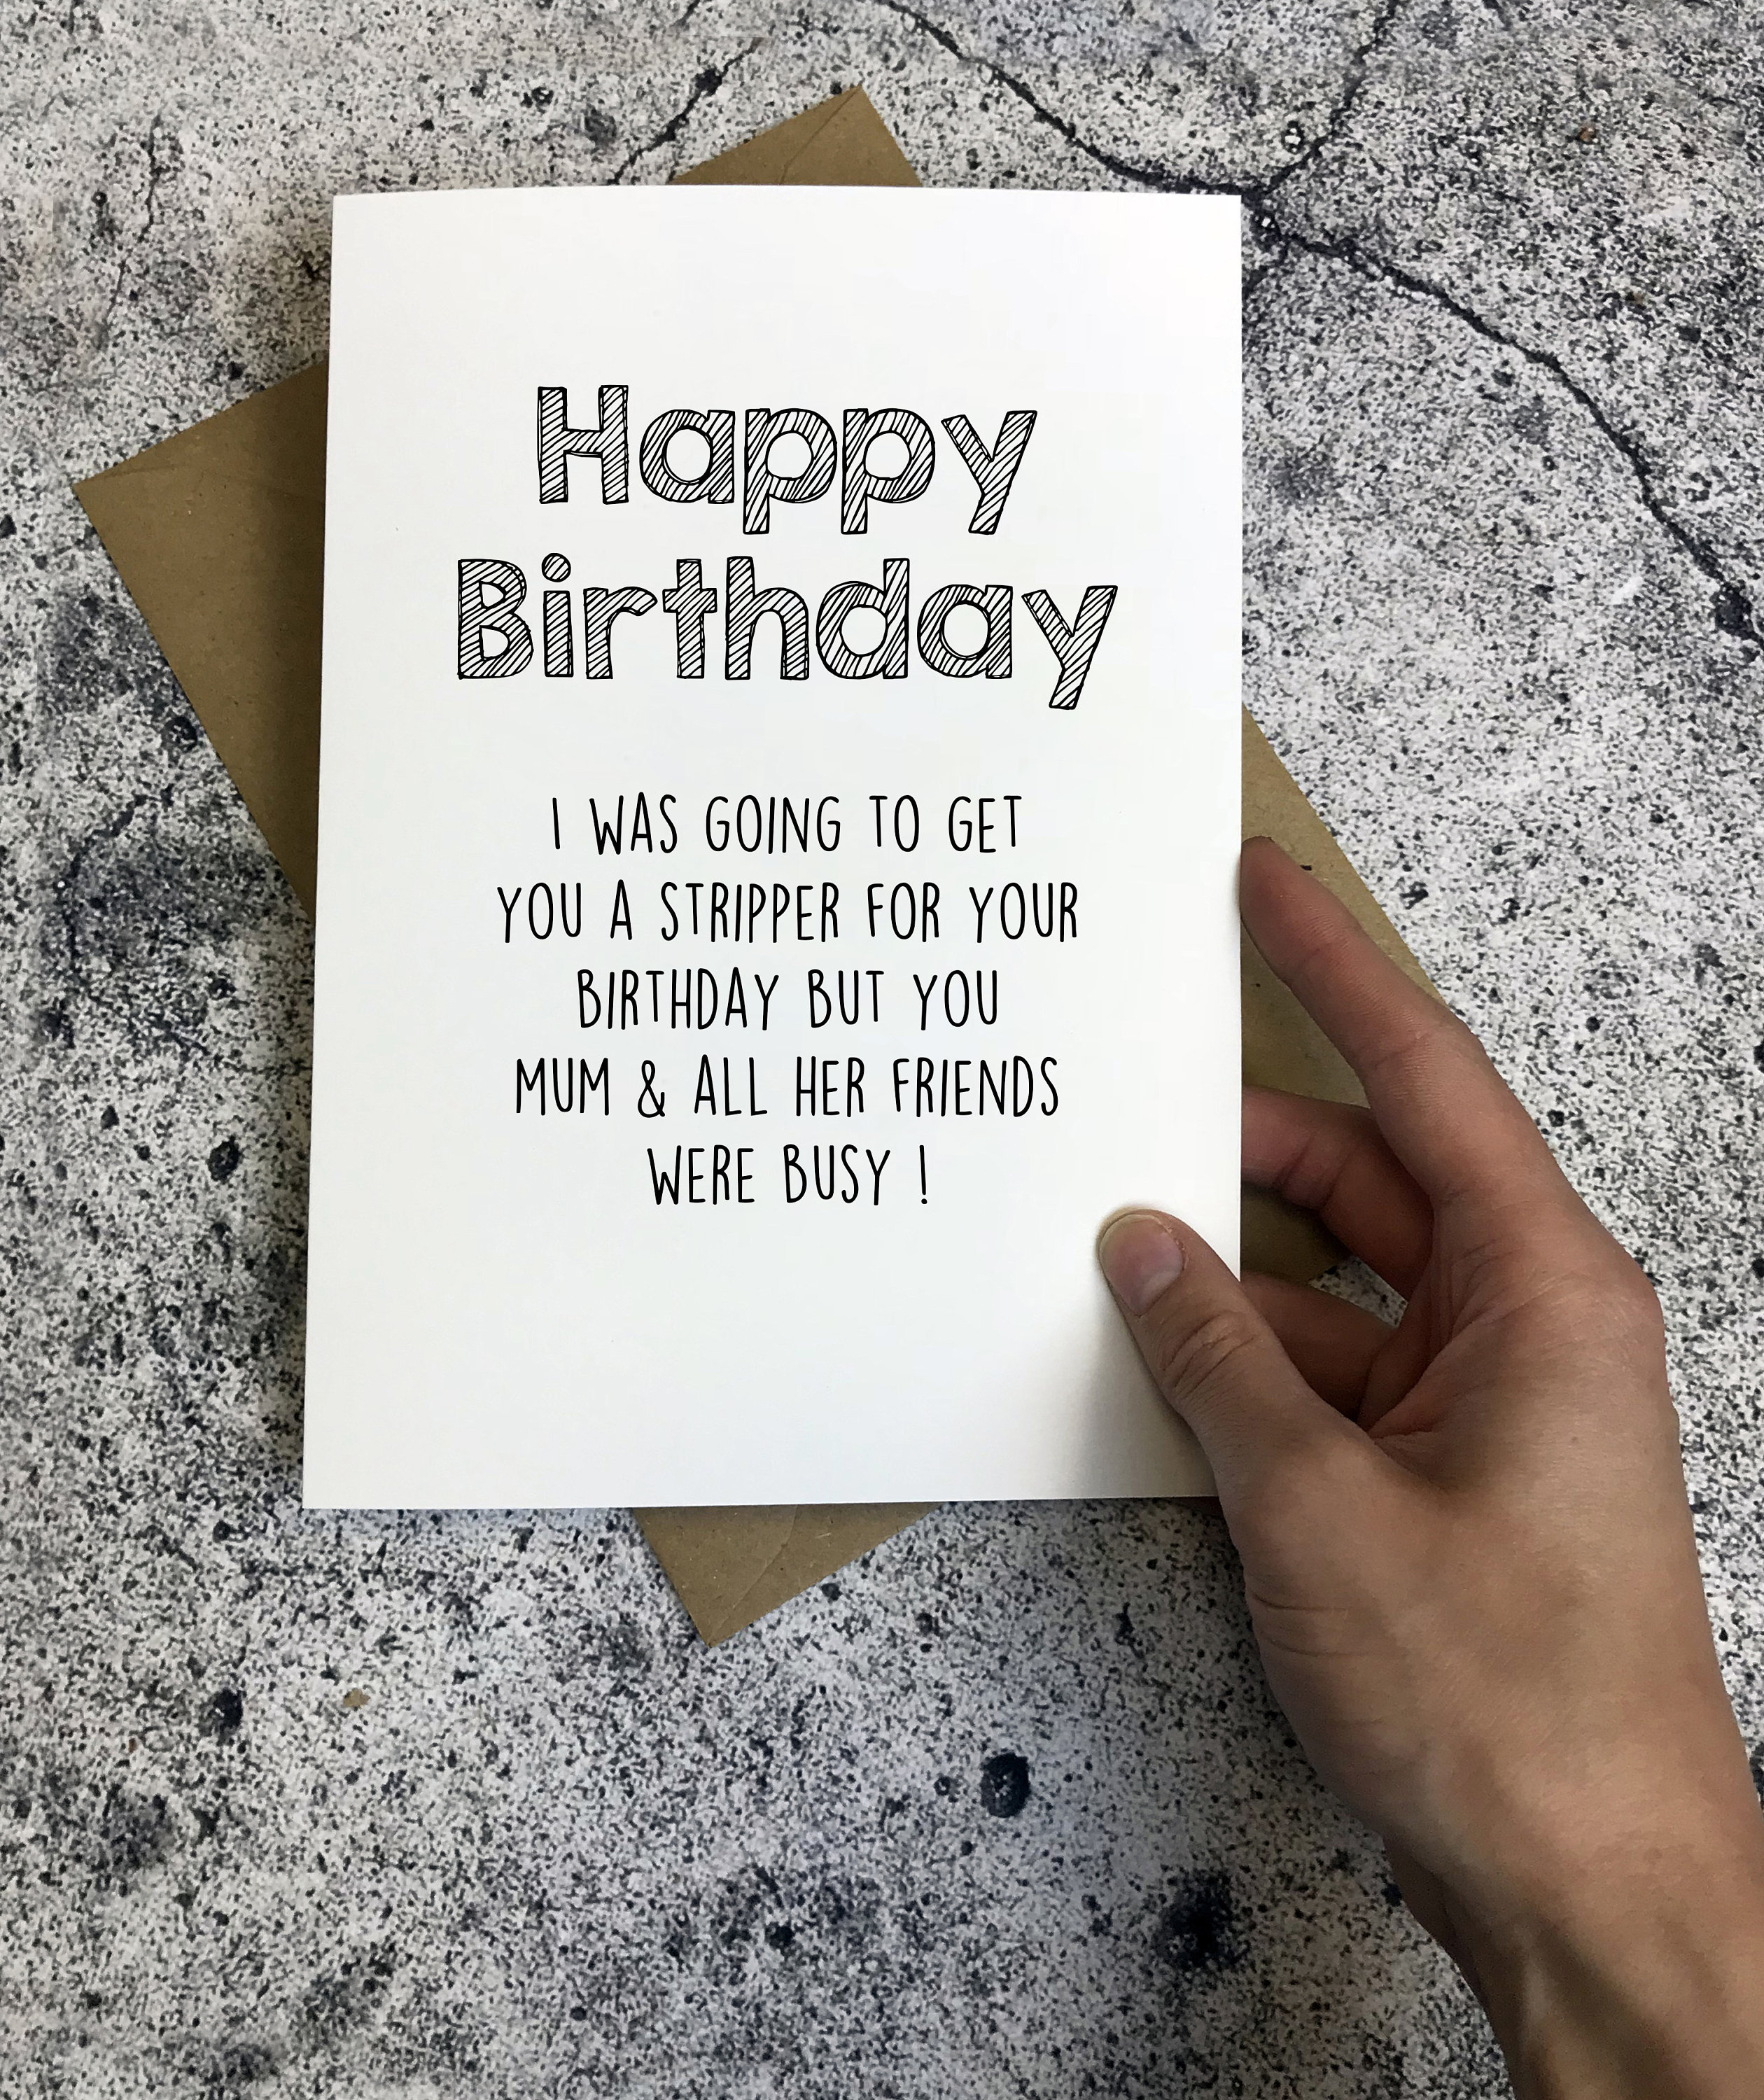 Happy
Birthday
I WAS GOING TO GET
YOU A STRIPPER FOR YOUR
BIRTHDAY BUT YOU
MUM & ALL HER FRIENDS
WERE BUSY !